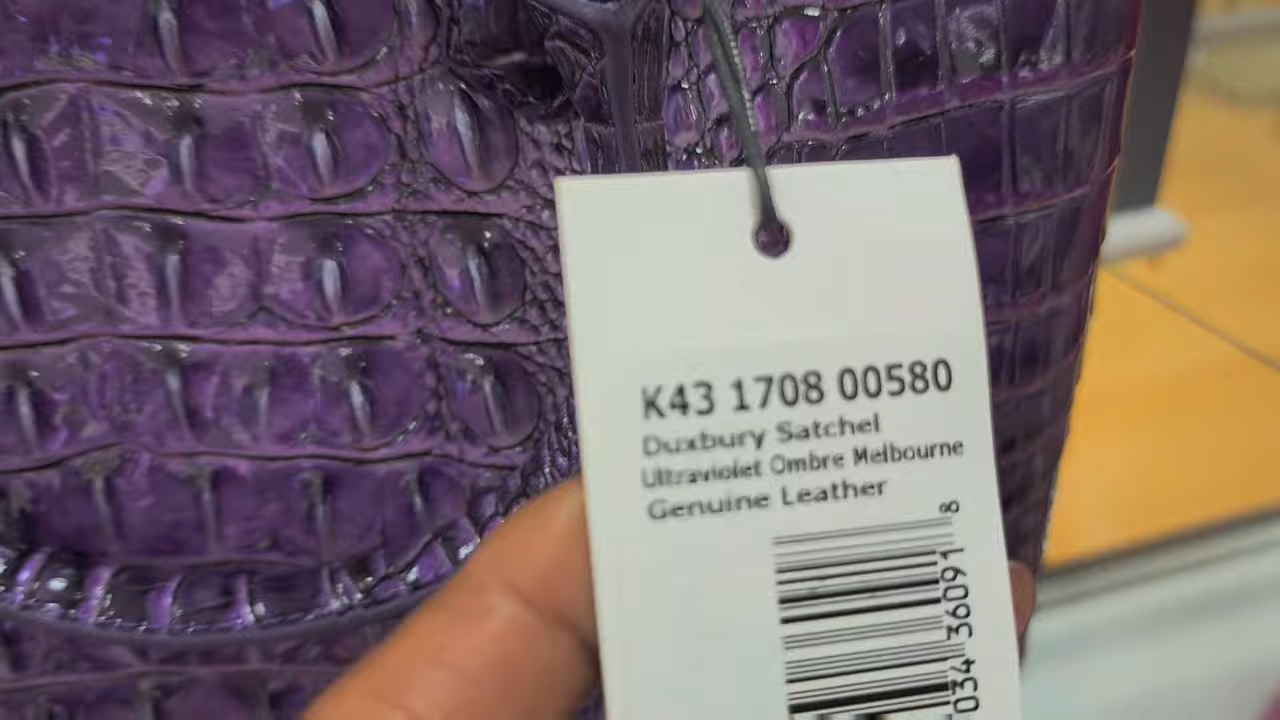 K43 1708 00580
Duxbury Satchel
Ultraviolet Ombre Melbourne
Genuine Leather
034 36091 8